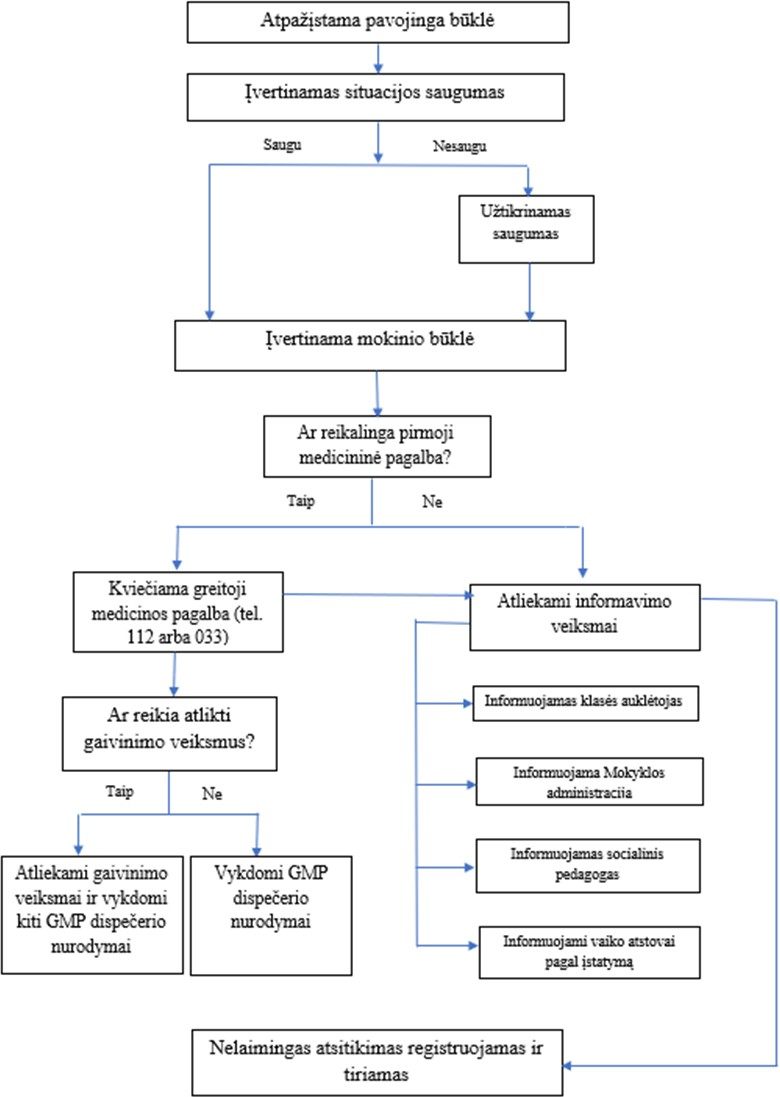 Atpažįstama pavojinga būklė
Įvertinamas situacijos saugumas
Saugu
Nesaugu
Užtikrinamas
saugumas
Įvertinama mokinio būklė
Ar reikalinga pirmoji
medicininė pagalba?
Taip
Ne
Kviečiama greitoji
medicinos pagalba (tel.
112 arba 033)
Atliekami informavimo
veiksmai
Informuojamas klasės auklėtojas
Ar reikia atlikti
gaivinimo veiksmus?
Informuojama Mokyklos
administracija
Taip
Ne
Informuojamas socialinis
pedagogas
Atliekami gaivinimo
veiksmai ir vykdomi
kiti GMP dispečerio
nurodymai
Vykdomi GMP
dispečerio
nurodymai
Informuojami vaiko atstovai
pagal įstatymą
Nelaimingas atsitikimas registruojamas ir
tiriamas